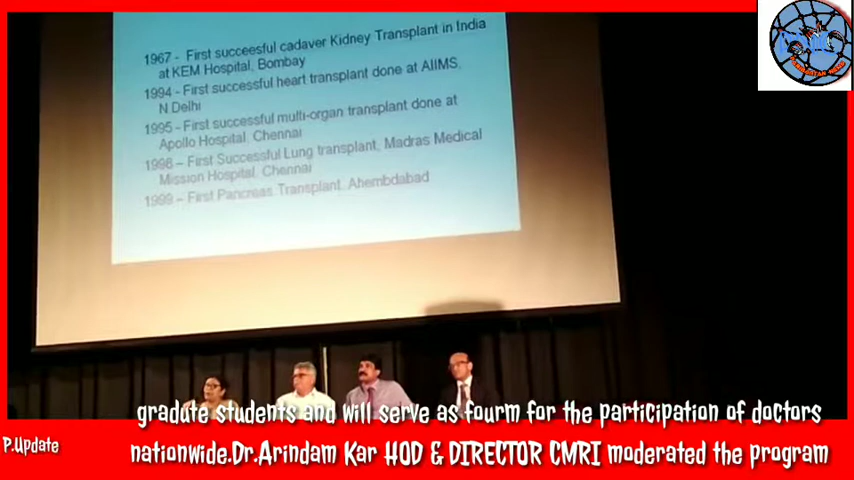 1967 - First succeesful cadaver Kidney Transplant in India
at KEM Hospital, Bombay
1994 - First successful heart transplant done at AIIMS,
N Delhi
1995 - First successful multi-organ transplant done at
Apollo Hospital, Chennai
1998 – First Successful Lung transplant, Madras Medical
Mission Hospital, Chennai
1999 – First Pancreas Transplant, Ahembdabad
graduate students and will serve as fourm for the participation of doctors
P.Update
nationwide.Dr.Arindam Kar HOD & DIRECTOR CMRI moderated the program